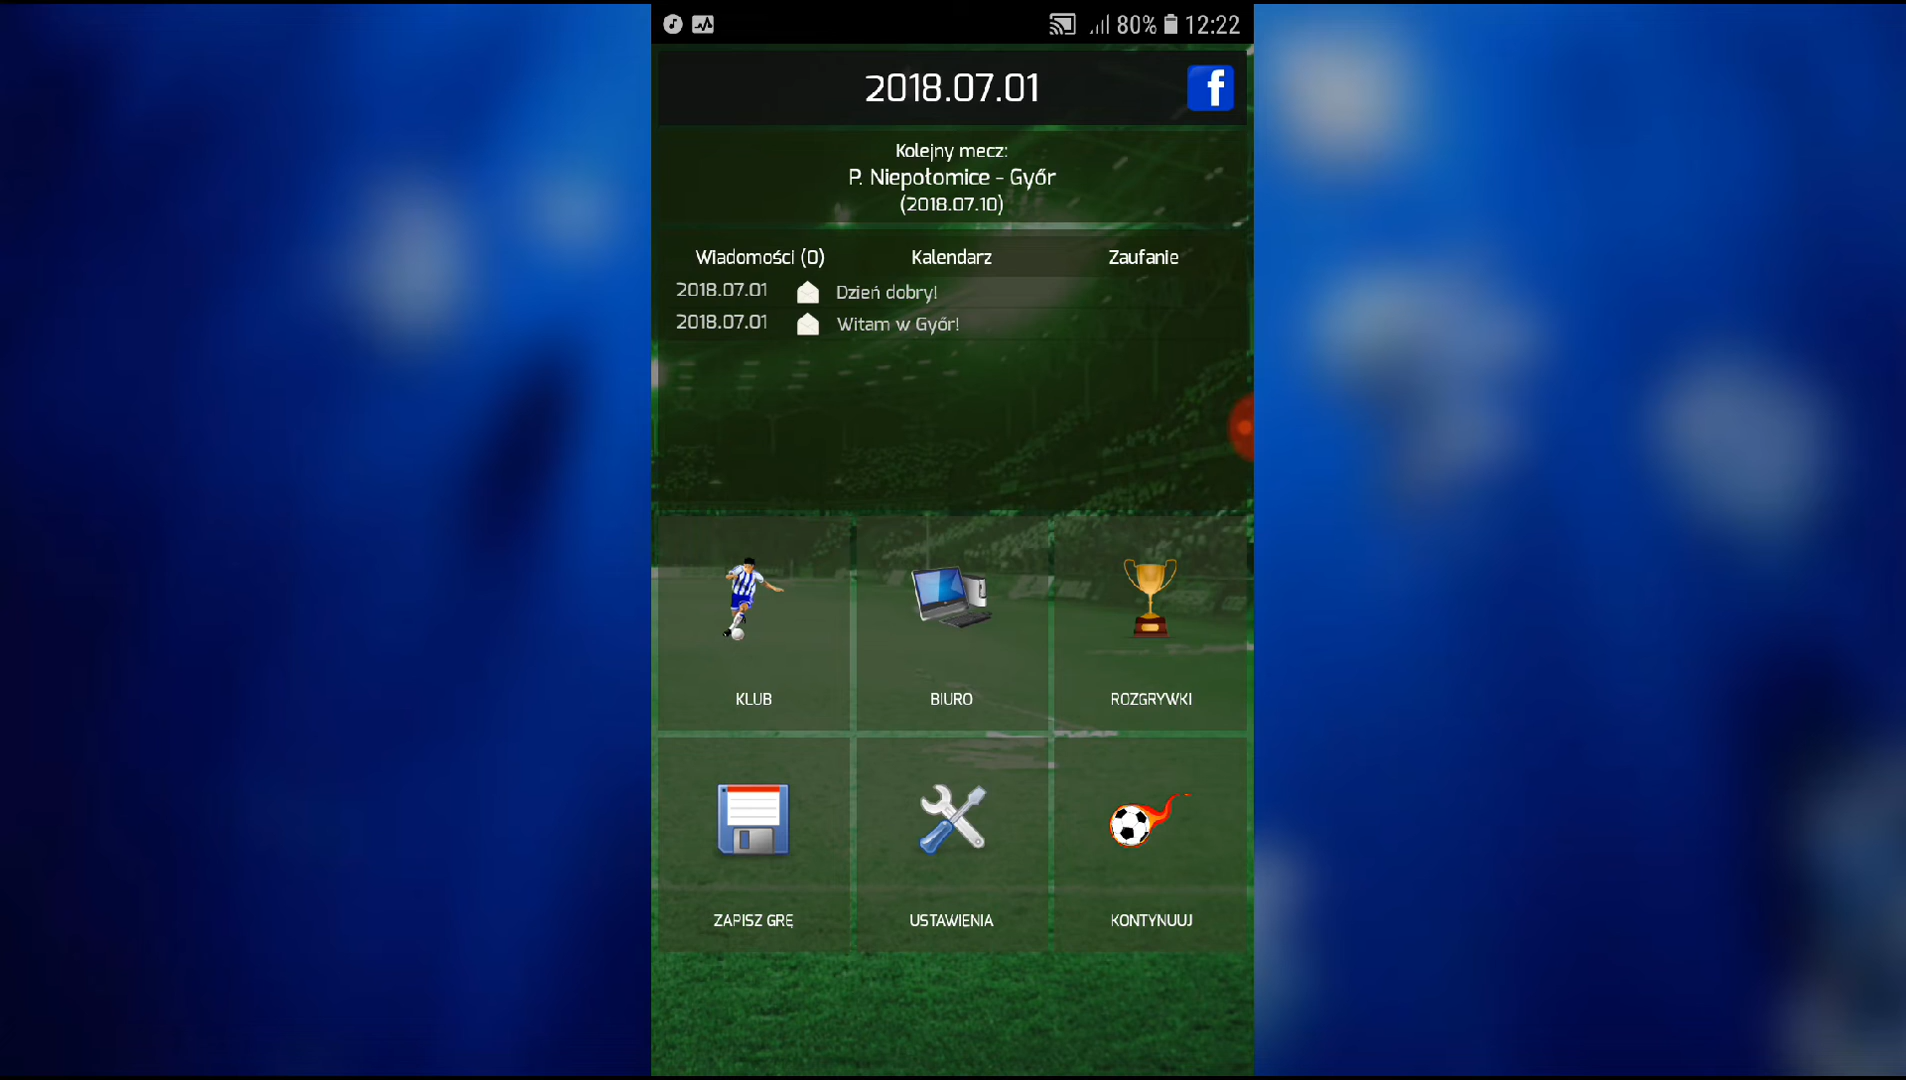 80% 12:22
2018.07.01
f
Kolejny mecz:
P. Niepołomice - Győr
(2018.07.10)
Wiadomości (0) Kalendarz Zaufanie
2018.07.01 Dzień dobry!
2018.07.01 Witam w Győr!
KLUB BIURO ROZGRYWKI
ZAPISZ GRĘ USTAWIENIA KONTYNUUJ